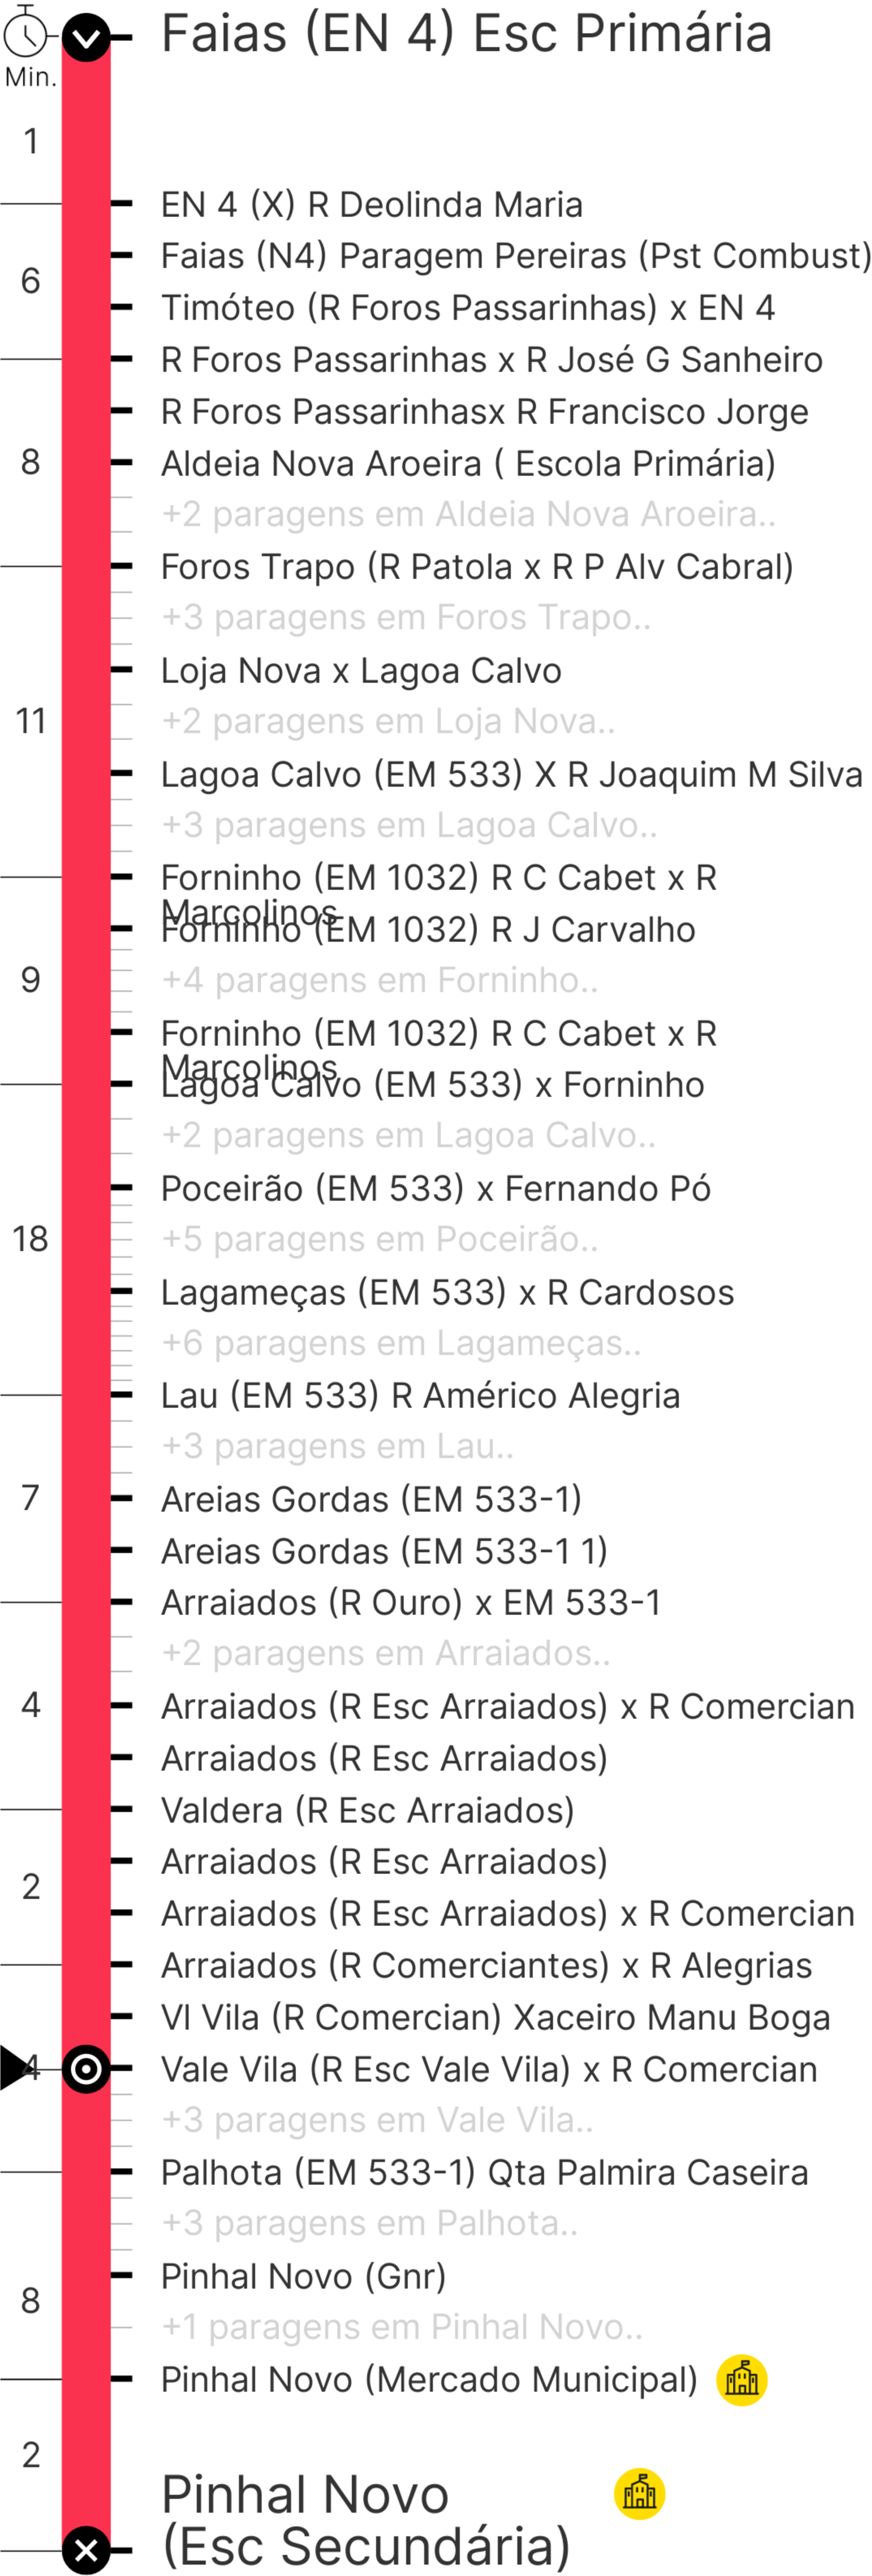 Faias (EN 4) Esc Primária
Min.
1
EN 4 (X) R Deolinda Maria
Faias (N4) Paragem Pereiras (Pst Combust)
6
Timóteo (R Foros Passarinhas) x EN 4
R Foros Passarinhas x R José G Sanheiro
R Foros Passarinhasx R Francisco Jorge
8
Aldeia Nova Aroeira ( Escola Primária)
+2 paragens em Aldeia Nova Aroeira..
Foros Trapo (R Patola x R P Alv Cabral)
+3 paragens em Foros Trapo..
Loja Nova x Lagoa Calvo
11
+2 paragens em Loja Nova..
Lagoa Calvo (EM 533) X R Joaquim M Silva
+3 paragens em Lagoa Calvo..
Forninho (EM 1032) R C Cabet x R
Marcolinos
Forninho (EM 1032) R J Carvalho
9
+4 paragens em Forninho..
Forninho (EM 1032) R C Cabet x R
Marcolinos
Lagoa Calvo (EM 533) x Forninho
+2 paragens em Lagoa Calvo..
Poceirão (EM 533) x Fernando Pó
18
+5 paragens em Poceirão..
Lagameças (EM 533) x R Cardosos
+6 paragens em Lagameças..
Lau (EM 533) R Américo Alegria
+3 paragens em Lau..
7
Areias Gordas (EM 533-1)
Areias Gordas (EM 533-1 1)
Arraiados (R Ouro) x EM 533-1
+2 paragens em Arraiados..
4
Arraiados (R Esc Arraiados) x R Comercian
Arraiados (R Esc Arraiados)
Valdera (R Esc Arraiados)
Arraiados (R Esc Arraiados)
2
Arraiados (R Esc Arraiados) x R Comercian
Arraiados (R Comerciantes) x R Alegrias
Vl Vila (R Comercian) Xaceiro Manu Boga
4
Vale Vila (R Esc Vale Vila) x R Comercian
+3 paragens em Vale Vila..
Palhota (EM 533-1) Qta Palmira Caseira
+3 paragens em Palhota..
Pinhal Novo (Gnr)
8
+1 paragens em Pinhal Novo..
Pinhal Novo (Mercado Municipal)
2
Pinhal Novo
(Esc Secundária)